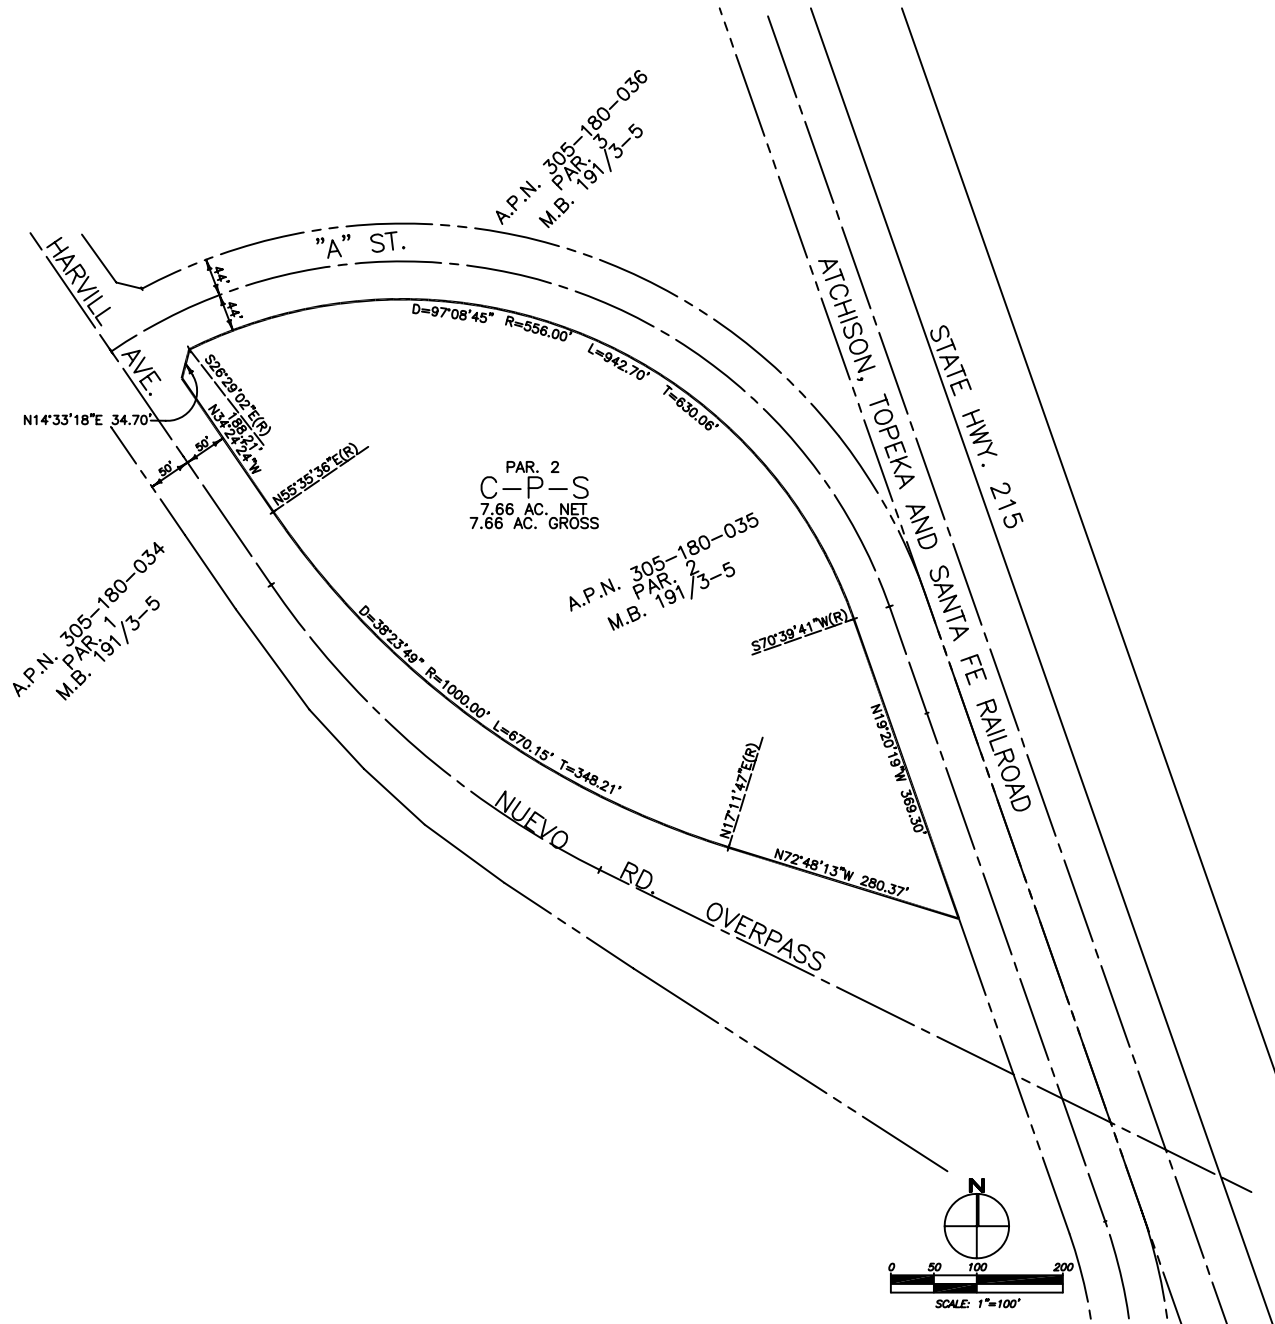 A.P.N. 305-180-036
PAR. 3
M.B. 191/3-5
"A" ST.
HARVILL
AVE.
44'
44'
D=97°08'45" R=556.00' L=942.70' T=630.06'
ATCHISON, TOPEKA AND SANTA FE RAILROAD
STATE HWY. 215
N14°33'18"E 34.70'
S26°29'02"E(R)
188.21'
N34°24'24"W
50'
50'
N55°35'36"E(R)
PAR. 2
C-P-S
7.66 AC. NET
7.66 AC. GROSS
A.P.N. 305-180-035
PAR. 2
M.B. 191/3-5
A.P.N. 305-180-034
PAR. 1
M.B. 191/3-5
S70°39'41"W(R)
D=38°23'49" R=1000.00' L=670.15' T=348.21'
N19°20'19"W 369.30'
N17°11'47"E(R)
N72°48'13"W 280.37'
NUEVO RD. OVERPASS
N
0 50 100 200
SCALE: 1"=100'